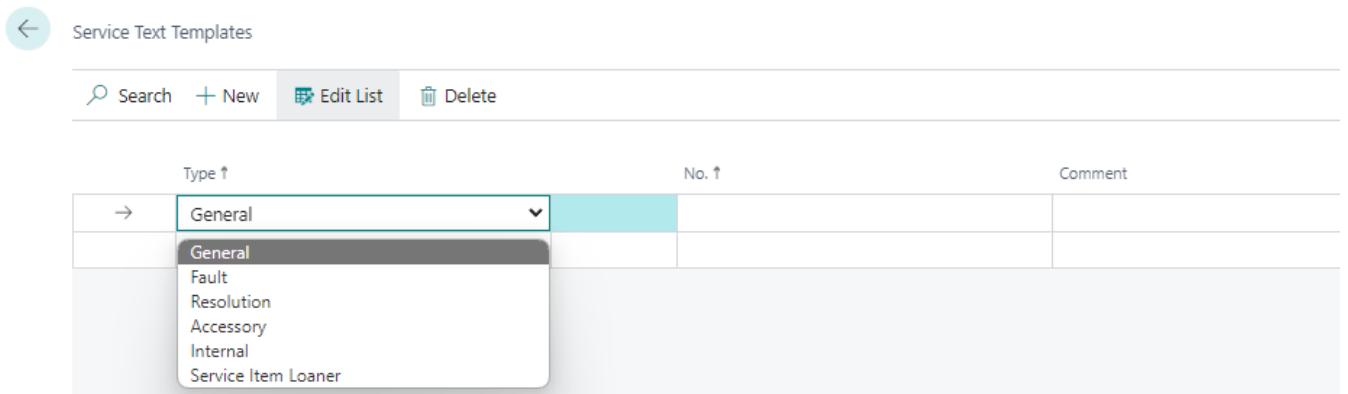 Service Text Templates
Search New Edit List Delete
Type ↑ No. ↑ Comment
General
General
Fault
Resolution
Accessory
Internal
Service Item Loaner